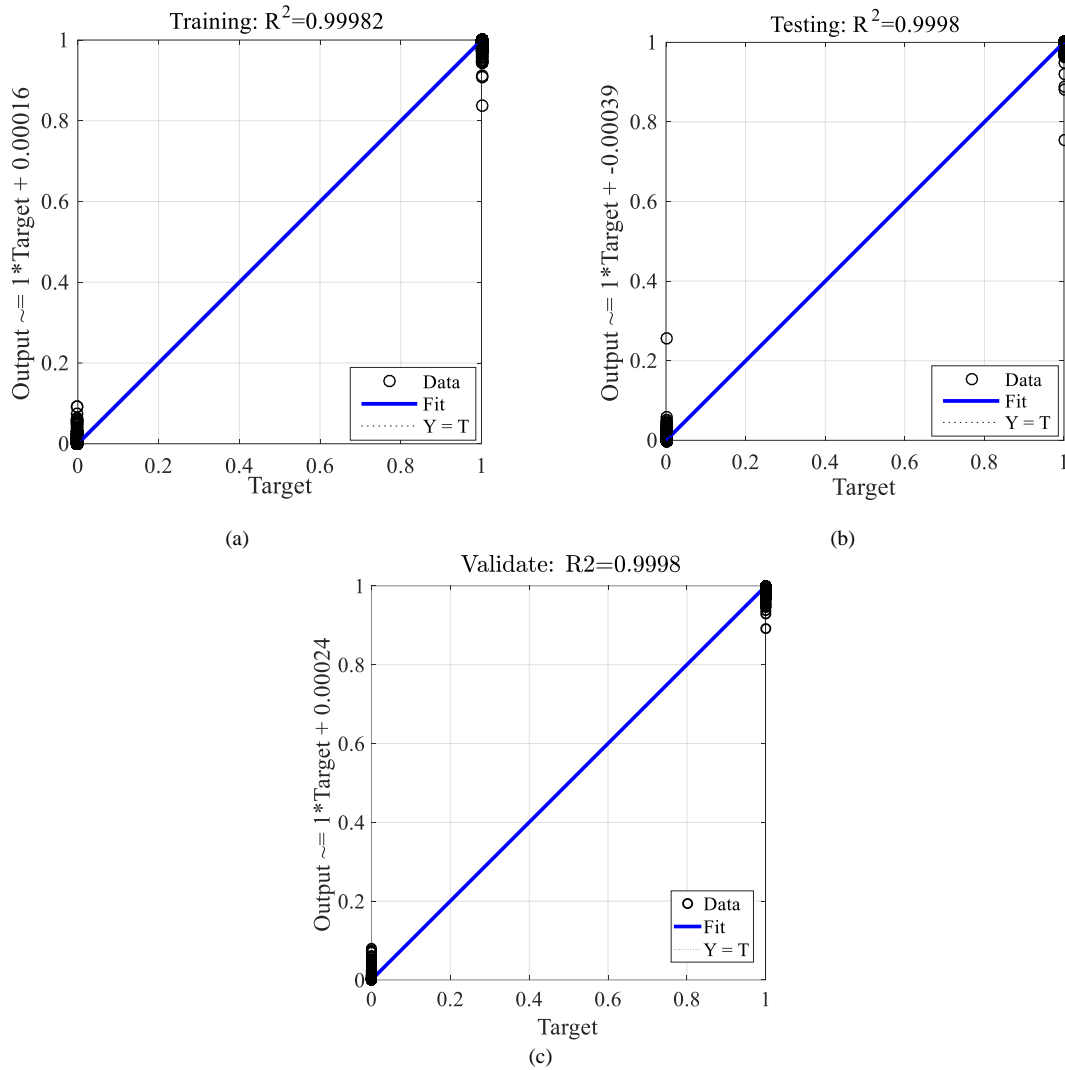 Training: R²=0.99982
Output ~= 1*Target + 0.00016
1
0.8
0.6
0.4
0.2
0
0 0.2 0.4 0.6 0.8 1
Target
Data
Fit
Y = T
(a)
Testing: R²=0.9998
Output ~= 1*Target + -0.00039
1
0.8
0.6
0.4
0.2
0
0 0.2 0.4 0.6 0.8 1
Target
Data
Fit
Y = T
(b)
Validate: R2=0.9998
Output ~= 1*Target + 0.00024
1
0.8
0.6
0.4
0.2
0
0 0.2 0.4 0.6 0.8 1
Target
Data
Fit
Y = T
(c)